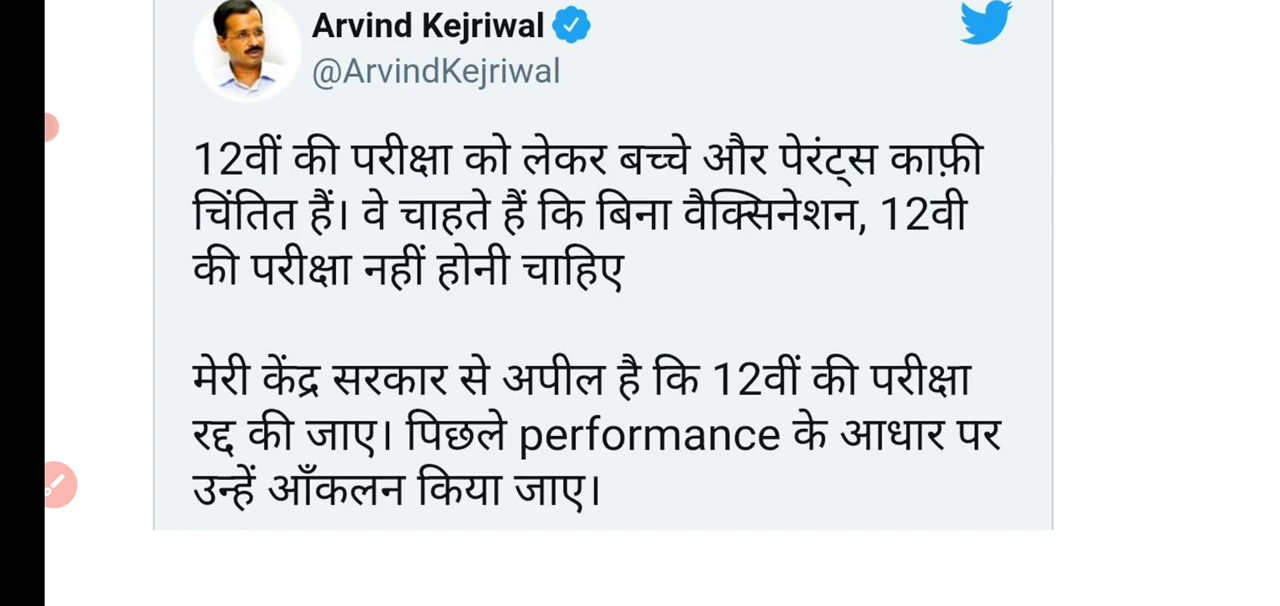 Arvind Kejriwal
@ArvindKejriwal
12वीं की परीक्षा को लेकर बच्चे और पेरंट्स काफ़ी
चिंतित हैं। वे चाहते हैं कि बिना वैक्सिनेशन, 12वी
की परीक्षा नहीं होनी चाहिए
मेरी केंद्र सरकार से अपील है कि 12वीं की परीक्षा
रद्द की जाए। पिछले performance के आधार पर
उन्हें आँकलन किया जाए।